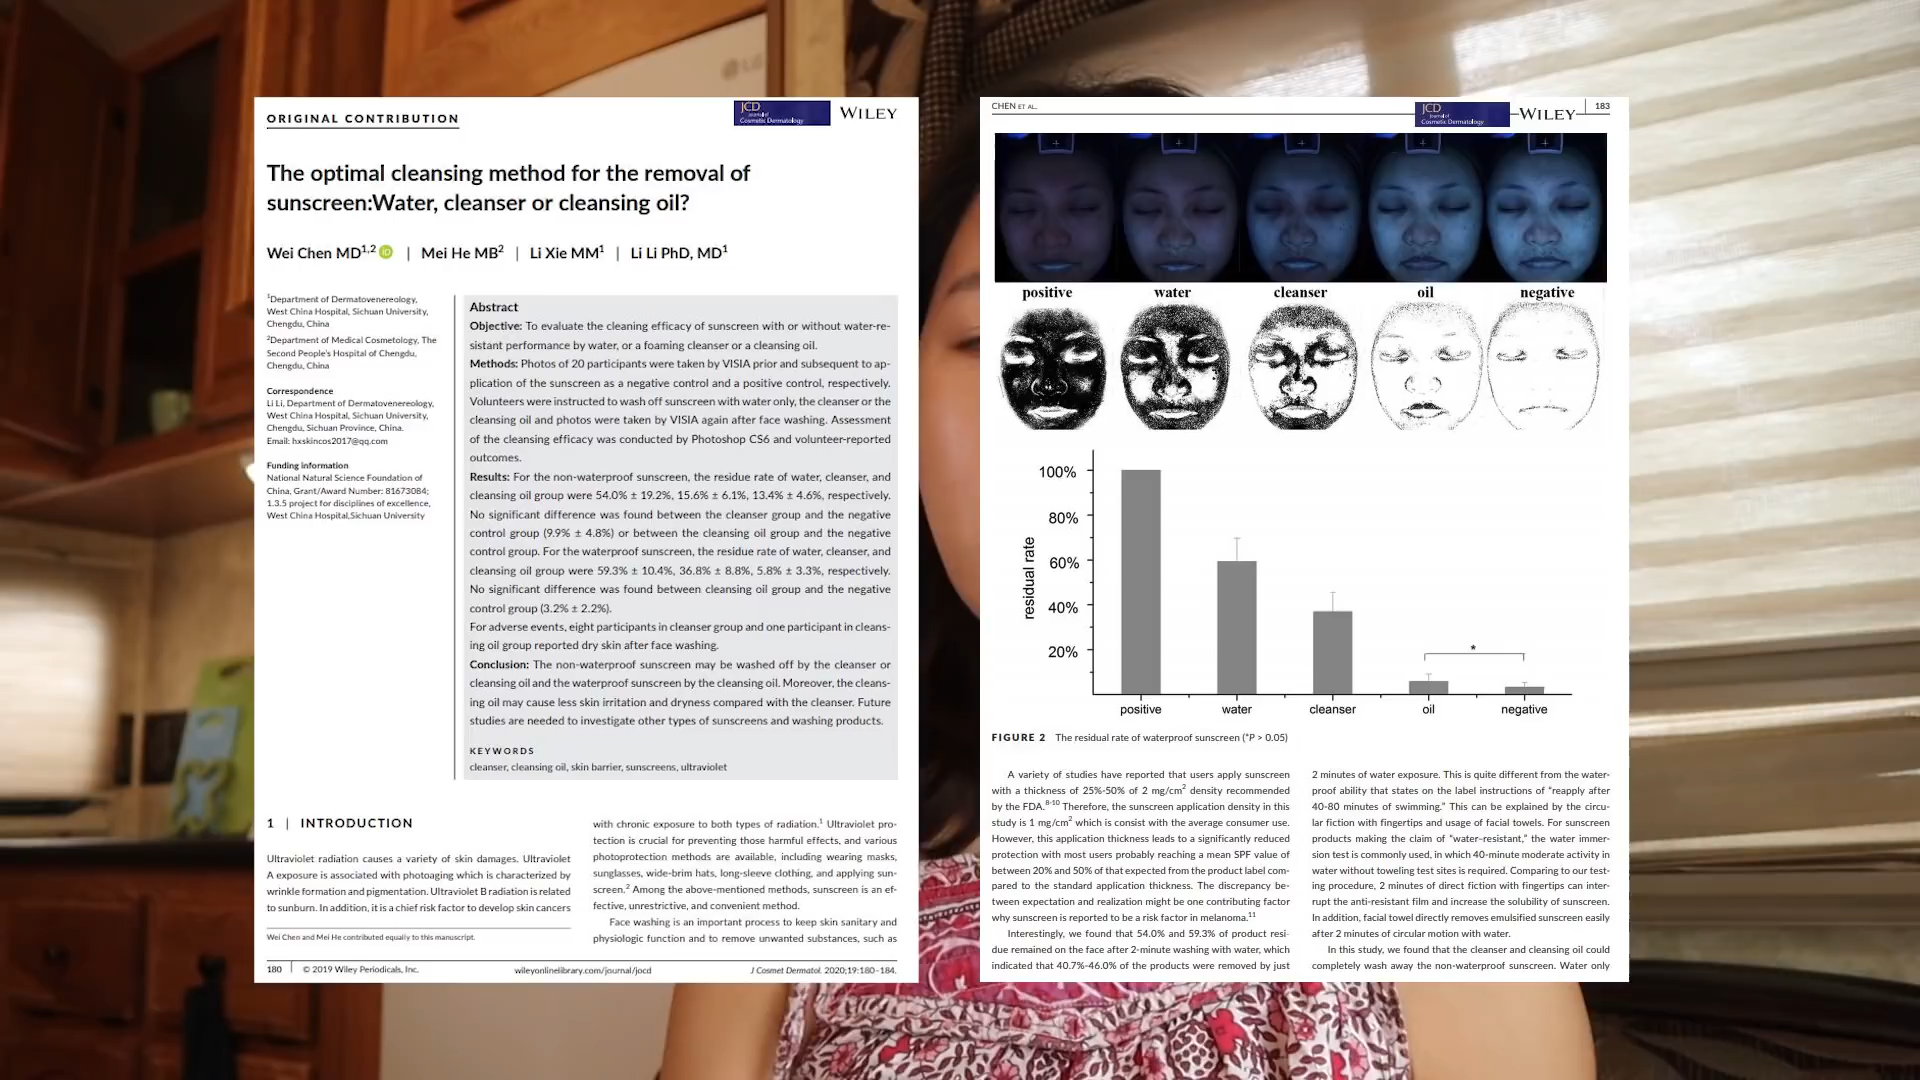 LG
ORIGINAL CONTRIBUTION
JCD
Journal of
Cosmetic Dermatology
WILEY
The optimal cleansing method for the removal of
sunscreen:Water, cleanser or cleansing oil?
Wei Chen MD1,2 iD | Mei He MB2 | Li Xie MM1 | Li Li PhD, MD1
1Department of Dermatovenereology,
West China Hospital, Sichuan University,
Chengdu, China
2Department of Medical Cosmetology, The
Second People's Hospital of Chengdu,
Chengdu, China
Correspondence
Li Li, Department of Dermatovenereology,
West China Hospital, Sichuan University,
Chengdu, Sichuan Province, China.
Email: hxskincos2017@qq.com
Funding information
National Natural Science Foundation of
China, Grant/Award Number: 81673084;
1.3.5 project for disciplines of excellence,
West China Hospital,Sichuan University
Abstract
Objective: To evaluate the cleaning efficacy of sunscreen with or without water-re-
sistant performance by water, or a foaming cleanser or a cleansing oil.
Methods: Photos of 20 participants were taken by VISIA prior and subsequent to ap-
plication of the sunscreen as a negative control and a positive control, respectively.
Volunteers were instructed to wash off sunscreen with water only, the cleanser or the
cleansing oil and photos were taken by VISIA again after face washing. Assessment
of the cleansing efficacy was conducted by Photoshop CS6 and volunteer-reported
outcomes.
Results: For the non-waterproof sunscreen, the residue rate of water, cleanser, and
cleansing oil group were 54.0% ± 19.2%, 15.6% ± 6.1%, 13.4% ± 4.6%, respectively.
No significant difference was found between the cleanser group and the negative
control group (9.9% ± 4.8%) or between the cleansing oil group and the negative
control group. For the waterproof sunscreen, the residue rate of water, cleanser, and
cleansing oil group were 59.3% ± 10.4%, 36.8% ± 8.8%, 5.8% ± 3.3%, respectively.
No significant difference was found between cleansing oil group and the negative
control group (3.2% ± 2.2%).
For adverse events, eight participants in cleanser group and one participant in cleans-
ing oil group reported dry skin after face washing.
Conclusion: The non-waterproof sunscreen may be washed off by the cleanser or
cleansing oil and the waterproof sunscreen by the cleansing oil. Moreover, the cleans-
ing oil may cause less skin irritation and dryness compared with the cleanser. Future
studies are needed to investigate other types of sunscreens and washing products.
KEYWORDS
cleanser, cleansing oil, skin barrier, sunscreens, ultraviolet
1 | INTRODUCTION
Ultraviolet radiation causes a variety of skin damages. Ultraviolet
A exposure is associated with photoaging which is characterized by
wrinkle formation and pigmentation. Ultraviolet B radiation is related
to sunburn. In addition, it is a chief risk factor to develop skin cancers
Wei Chen and Mei He contributed equally to this manuscript.
with chronic exposure to both types of radiation.1 Ultraviolet pro-
tection is crucial for preventing those harmful effects, and various
photoprotection methods are available, including wearing masks,
sunglasses, wide-brim hats, long-sleeve clothing, and applying sun-
screen.2 Among the above-mentioned methods, sunscreen is an ef-
fective, unrestrictive, and convenient method.
Face washing is an important process to keep skin sanitary and
physiologic function and to remove unwanted substances, such as
180 | © 2019 Wiley Periodicals, Inc.
wileyonlinelibrary.com/journal/jocd
J Cosmet Dermatol. 2020;19:180–184.
CHEN ET AL.
JCD
Journal of
Cosmetic Dermatology
WILEY | 183
positive water cleanser oil negative
100%
80%
60%
40%
20%
residual rate
*
positive water cleanser oil negative
FIGURE 2 The residual rate of waterproof sunscreen (*P > 0.05)
A variety of studies have reported that users apply sunscreen
with a thickness of 25%-50% of 2 mg/cm2 density recommended
by the FDA.8-10 Therefore, the sunscreen application density in this
study is 1 mg/cm2 which is consist with the average consumer use.
However, this application thickness leads to a significantly reduced
protection with most users probably reaching a mean SPF value of
between 20% and 50% of that expected from the product label com-
pared to the standard application thickness. The discrepancy be-
tween expectation and realization might be one contributing factor
why sunscreen is reported to be a risk factor in melanoma.11
Interestingly, we found that 54.0% and 59.3% of product resi-
due remained on the face after 2-minute washing with water, which
indicated that 40.7%-46.0% of the products were removed by just
2 minutes of water exposure. This is quite different from the water-
proof ability that states on the label instructions of "reapply after
40-80 minutes of swimming." This can be explained by the circu-
lar fiction with fingertips and usage of facial towels. For sunscreen
products making the claim of "water-resistant," the water immer-
sion test is commonly used, in which 40-minute moderate activity in
water without toweling test sites is required. Comparing to our test-
ing procedure, 2 minutes of direct fiction with fingertips can inter-
rupt the anti-resistant film and increase the solubility of sunscreen.
In addition, facial towel directly removes emulsified sunscreen easily
after 2 minutes of circular motion with water.
In this study, we found that the cleanser and cleansing oil could
completely wash away the non-waterproof sunscreen. Water only